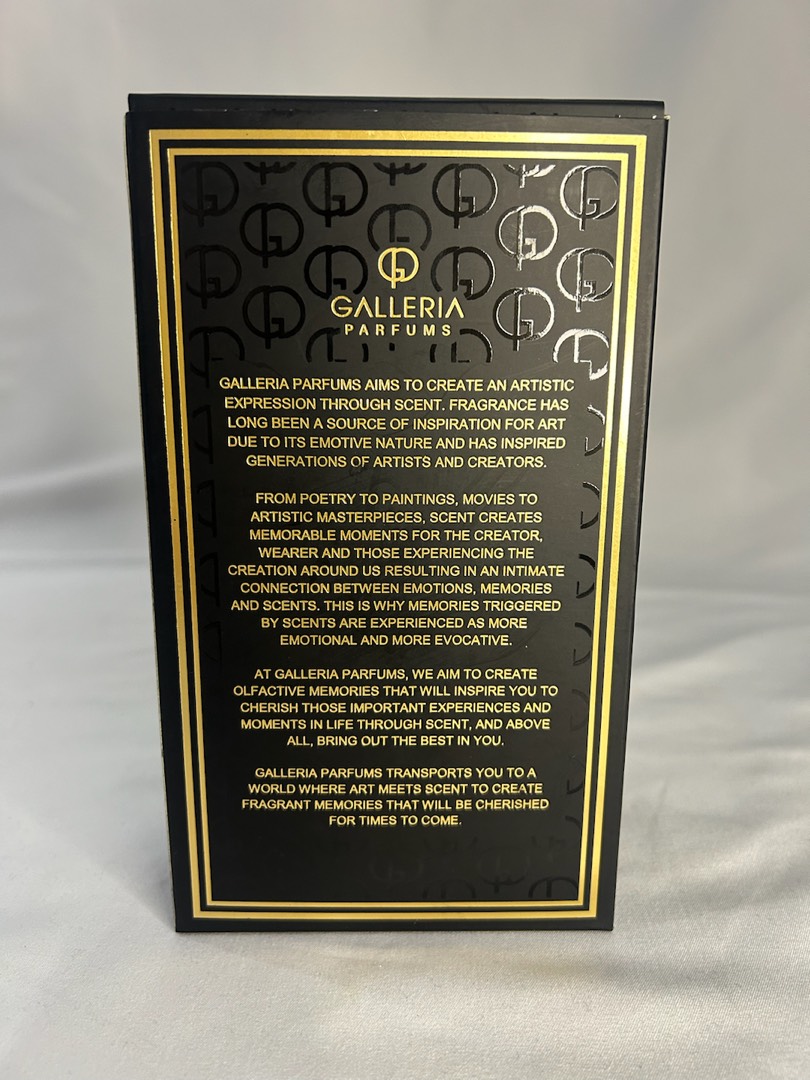 GALLERIA
PARFUMS
GALLERIA PARFUMS AIMS TO CREATE AN ARTISTIC
EXPRESSION THROUGH SCENT. FRAGRANCE HAS
LONG BEEN A SOURCE OF INSPIRATION FOR ART
DUE TO ITS EMOTIVE NATURE AND HAS INSPIRED
GENERATIONS OF ARTISTS AND CREATORS.
FROM POETRY TO PAINTINGS, MOVIES TO
ARTISTIC MASTERPIECES, SCENT CREATES
MEMORABLE MOMENTS FOR THE CREATOR,
WEARER AND THOSE EXPERIENCING THE
CREATION AROUND US RESULTING IN AN INTIMATE
CONNECTION BETWEEN EMOTIONS, MEMORIES
AND SCENTS. THIS IS WHY MEMORIES TRIGGERED
BY SCENTS ARE EXPERIENCED AS MORE
EMOTIONAL AND MORE EVOCATIVE.
AT GALLERIA PARFUMS, WE AIM TO CREATE
OLFACTIVE MEMORIES THAT WILL INSPIRE YOU TO
CHERISH THOSE IMPORTANT EXPERIENCES AND
MOMENTS IN LIFE THROUGH SCENT, AND ABOVE
ALL, BRING OUT THE BEST IN YOU.
GALLERIA PARFUMS TRANSPORTS YOU TO A
WORLD WHERE ART MEETS SCENT TO CREATE
FRAGRANT MEMORIES THAT WILL BE CHERISHED
FOR TIMES TO COME.